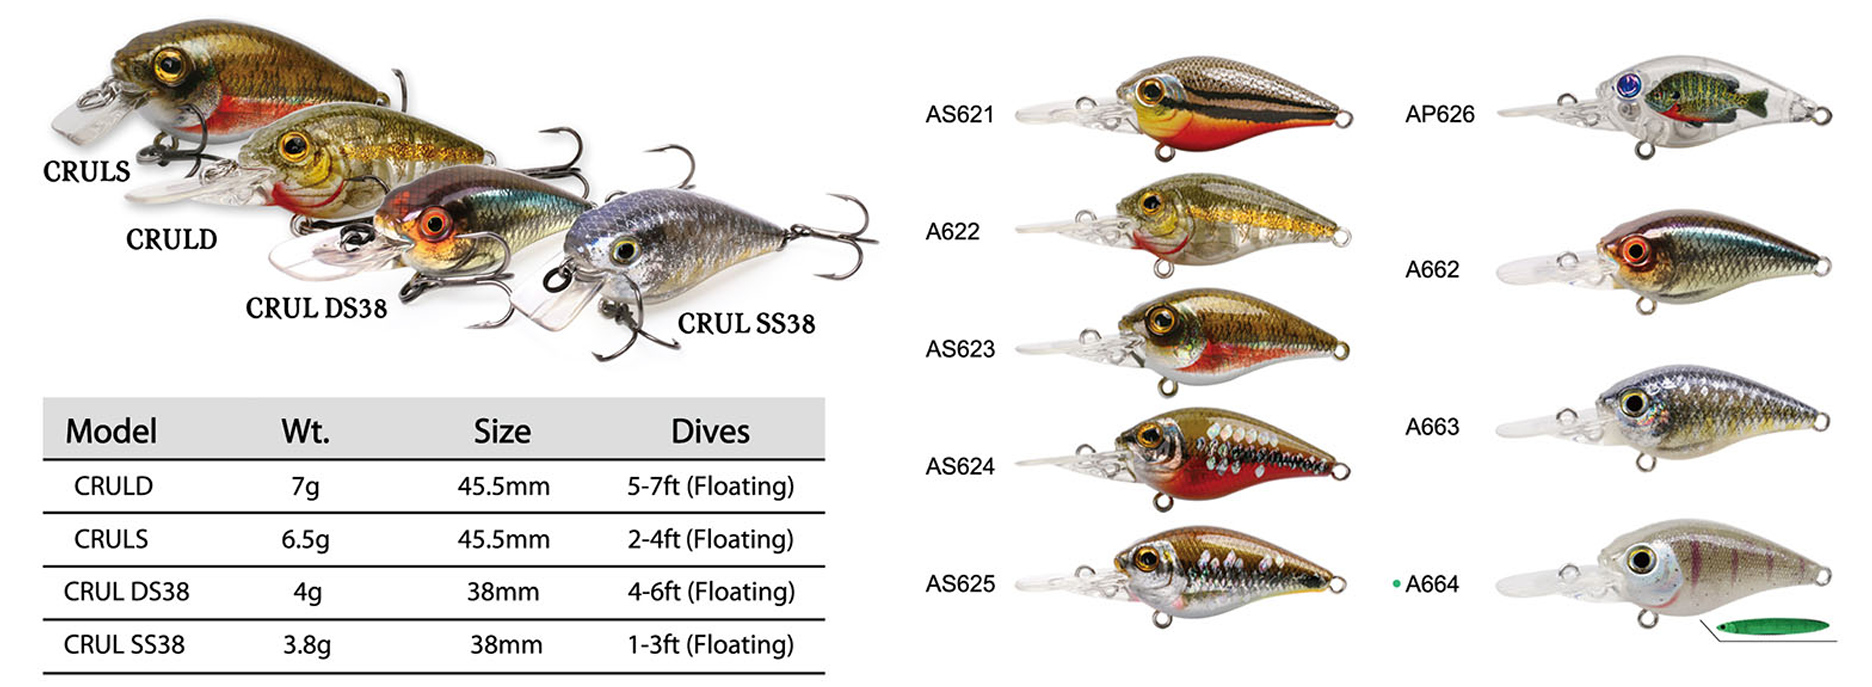 CRULS
CRULD
CRUL DS38
CRUL SS38
Model Wt. Size Dives
CRULD 7g 45.5mm 5-7ft (Floating)
CRULS 6.5g 45.5mm 2-4ft (Floating)
CRUL DS38 4g 38mm 4-6ft (Floating)
CRUL SS38 3.8g 38mm 1-3ft (Floating)
AS621
A622
AS623
AS624
AS625
AP626
A662
A663
A664